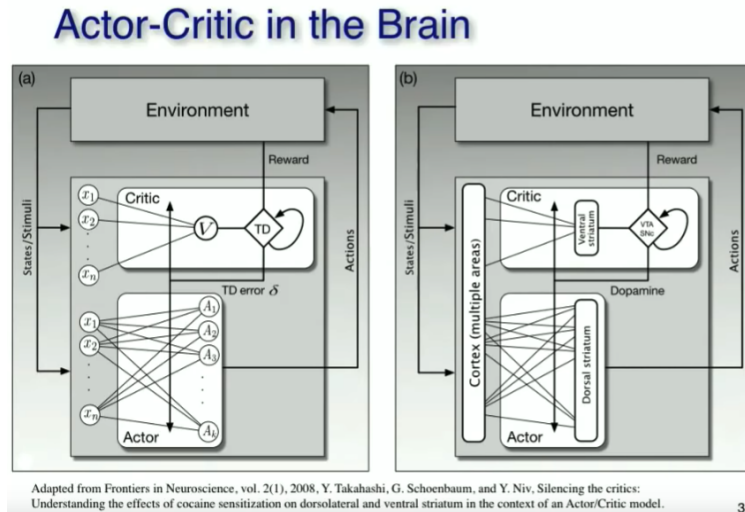 Actor-Critic in the Brain
(a)
Environment
Reward
States/Stimuli
x1
x2
xn
Critic
V
TD
TD error δ
Actions
x1
x2
xn
A1
A2
A3
Ak
Actor
(b)
Environment
Reward
States/Stimuli
Cortex (multiple areas)
Critic
Ventral
striatum
VTA
SNc
Dopamine
Actions
Dorsal striatum
Actor
Adapted from Frontiers in Neuroscience, vol. 2(1), 2008, Y. Takahashi, G. Schoenbaum, and Y. Niv, Silencing the critics:
Understanding the effects of cocaine sensitization on dorsolateral and ventral striatum in the context of an Actor/Critic model.
3